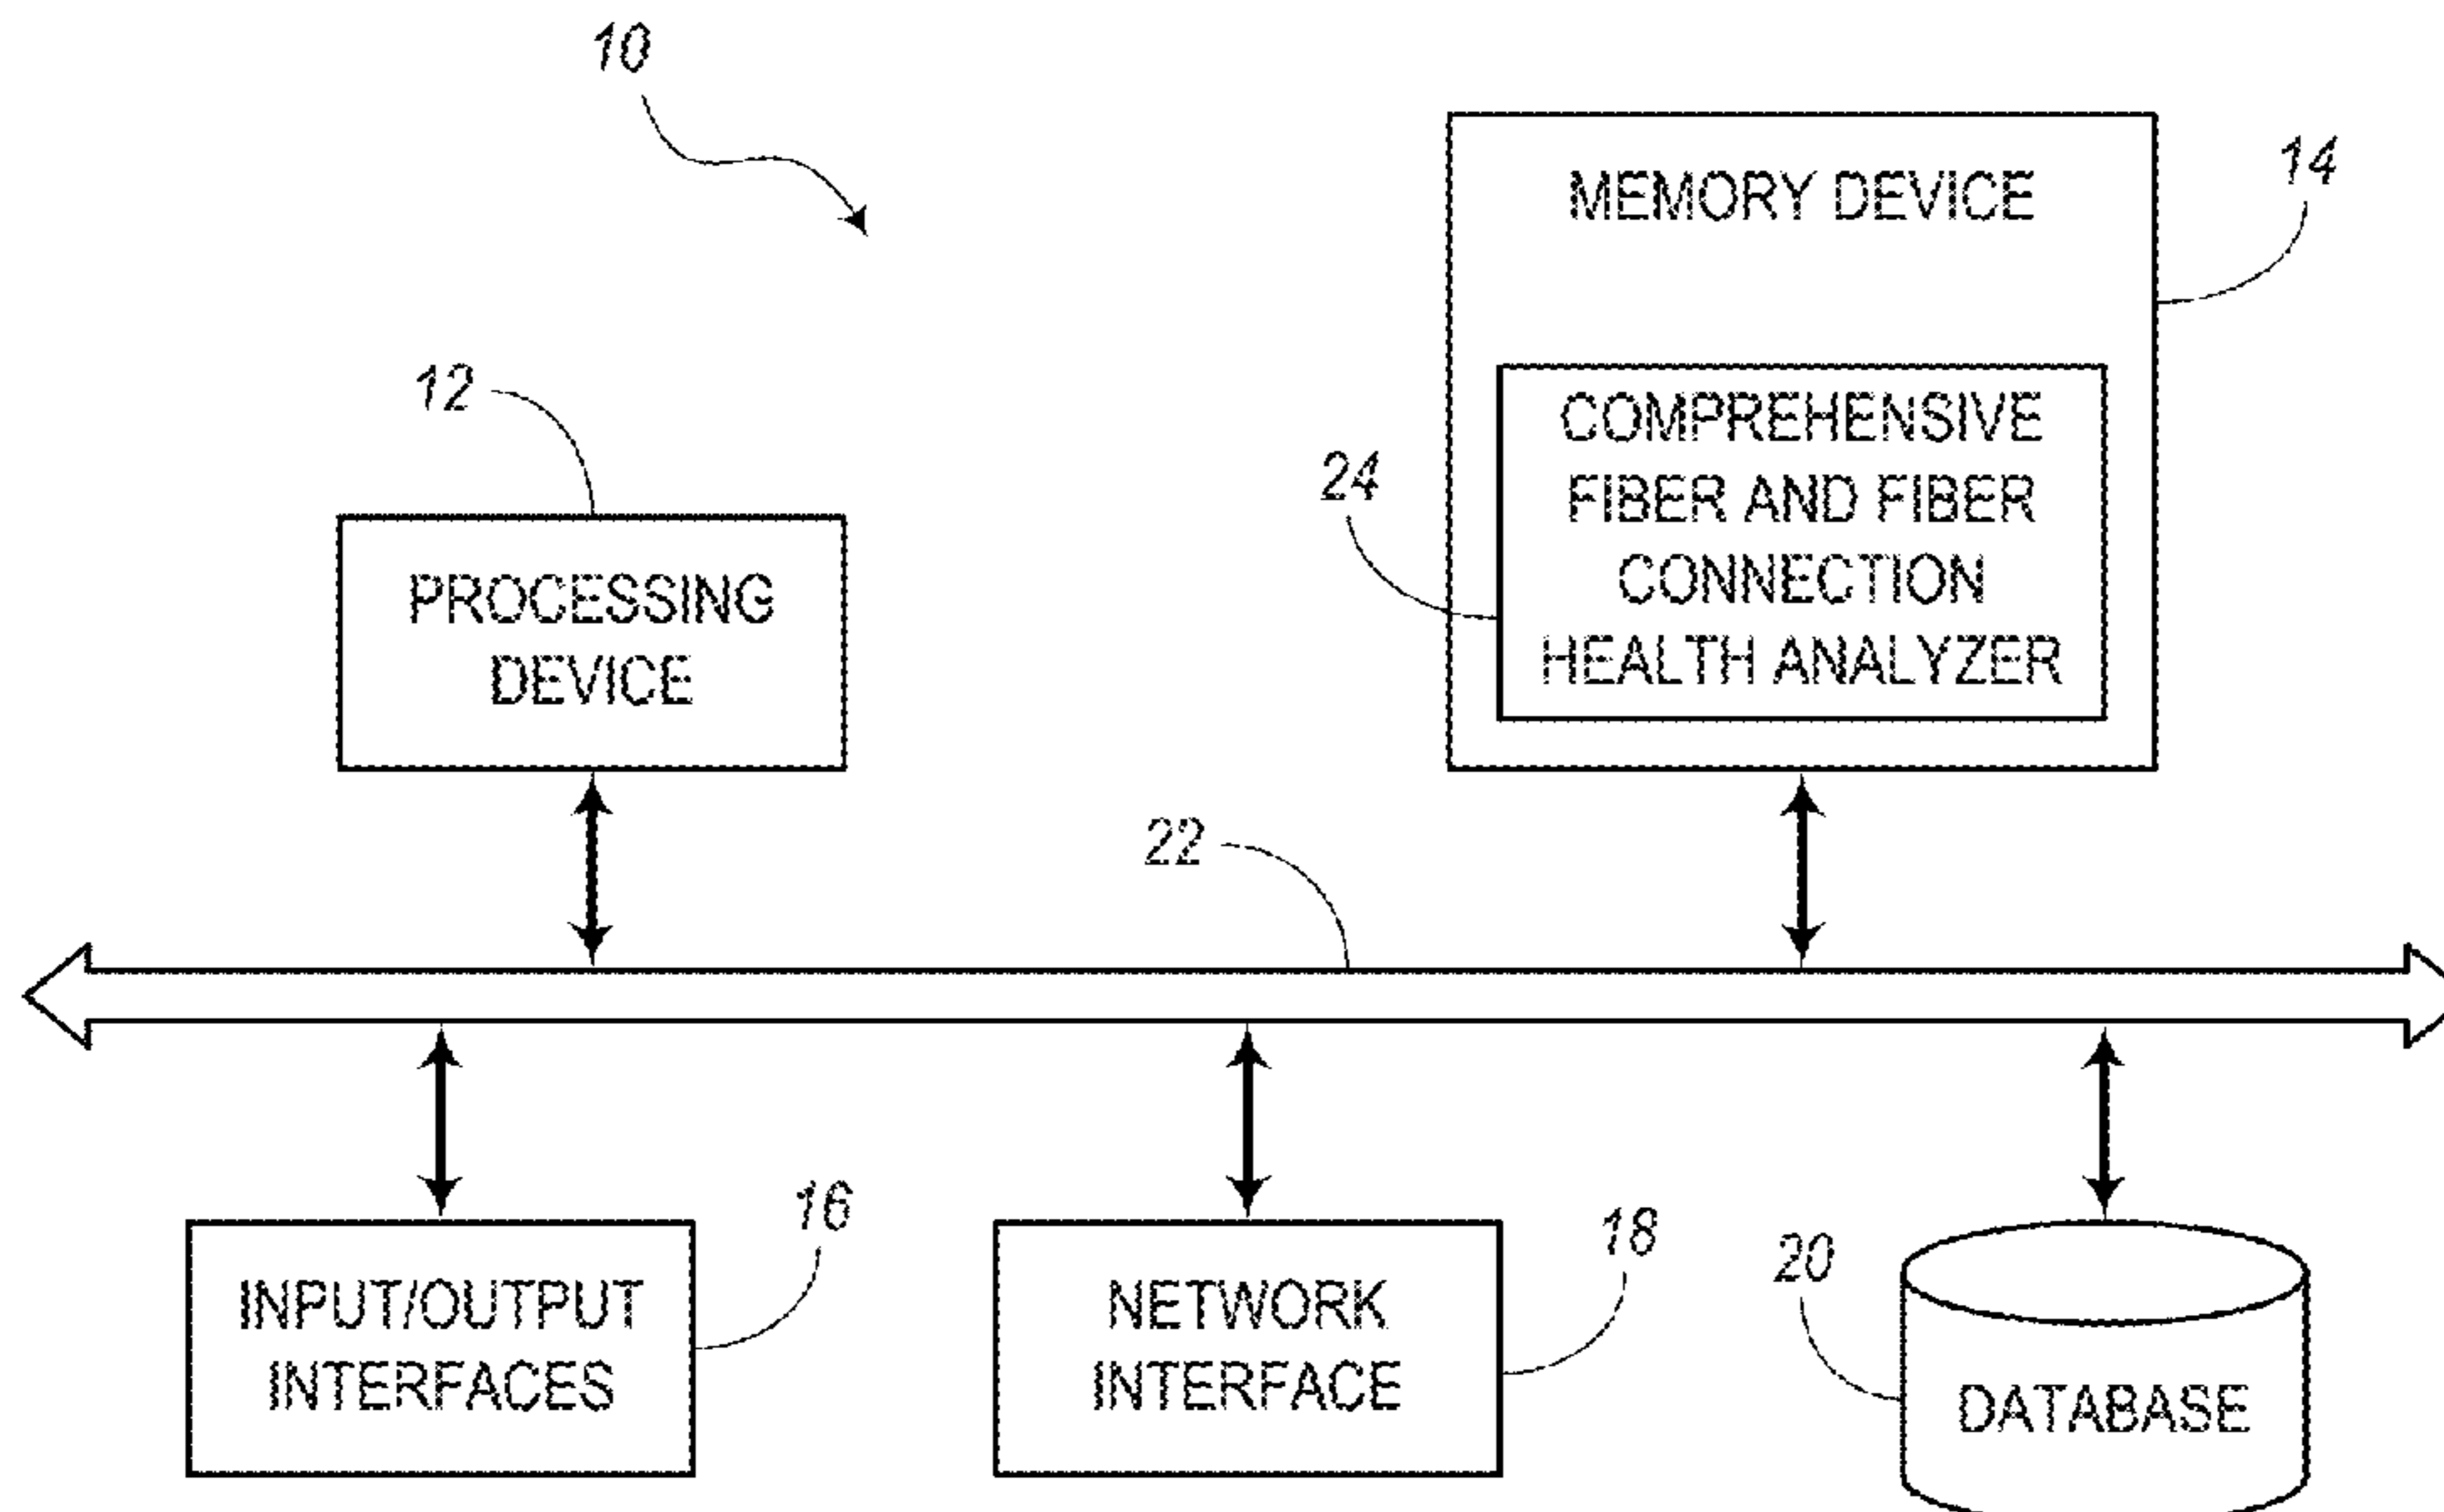 10
MEMORY DEVICE
14
12
COMPREHENSIVE
FIBER AND FIBER
CONNECTION
HEALTH ANALYZER
24
PROCESSING
DEVICE
22
16
18
20
INPUT/OUTPUT
INTERFACES
NETWORK
INTERFACE
DATABASE